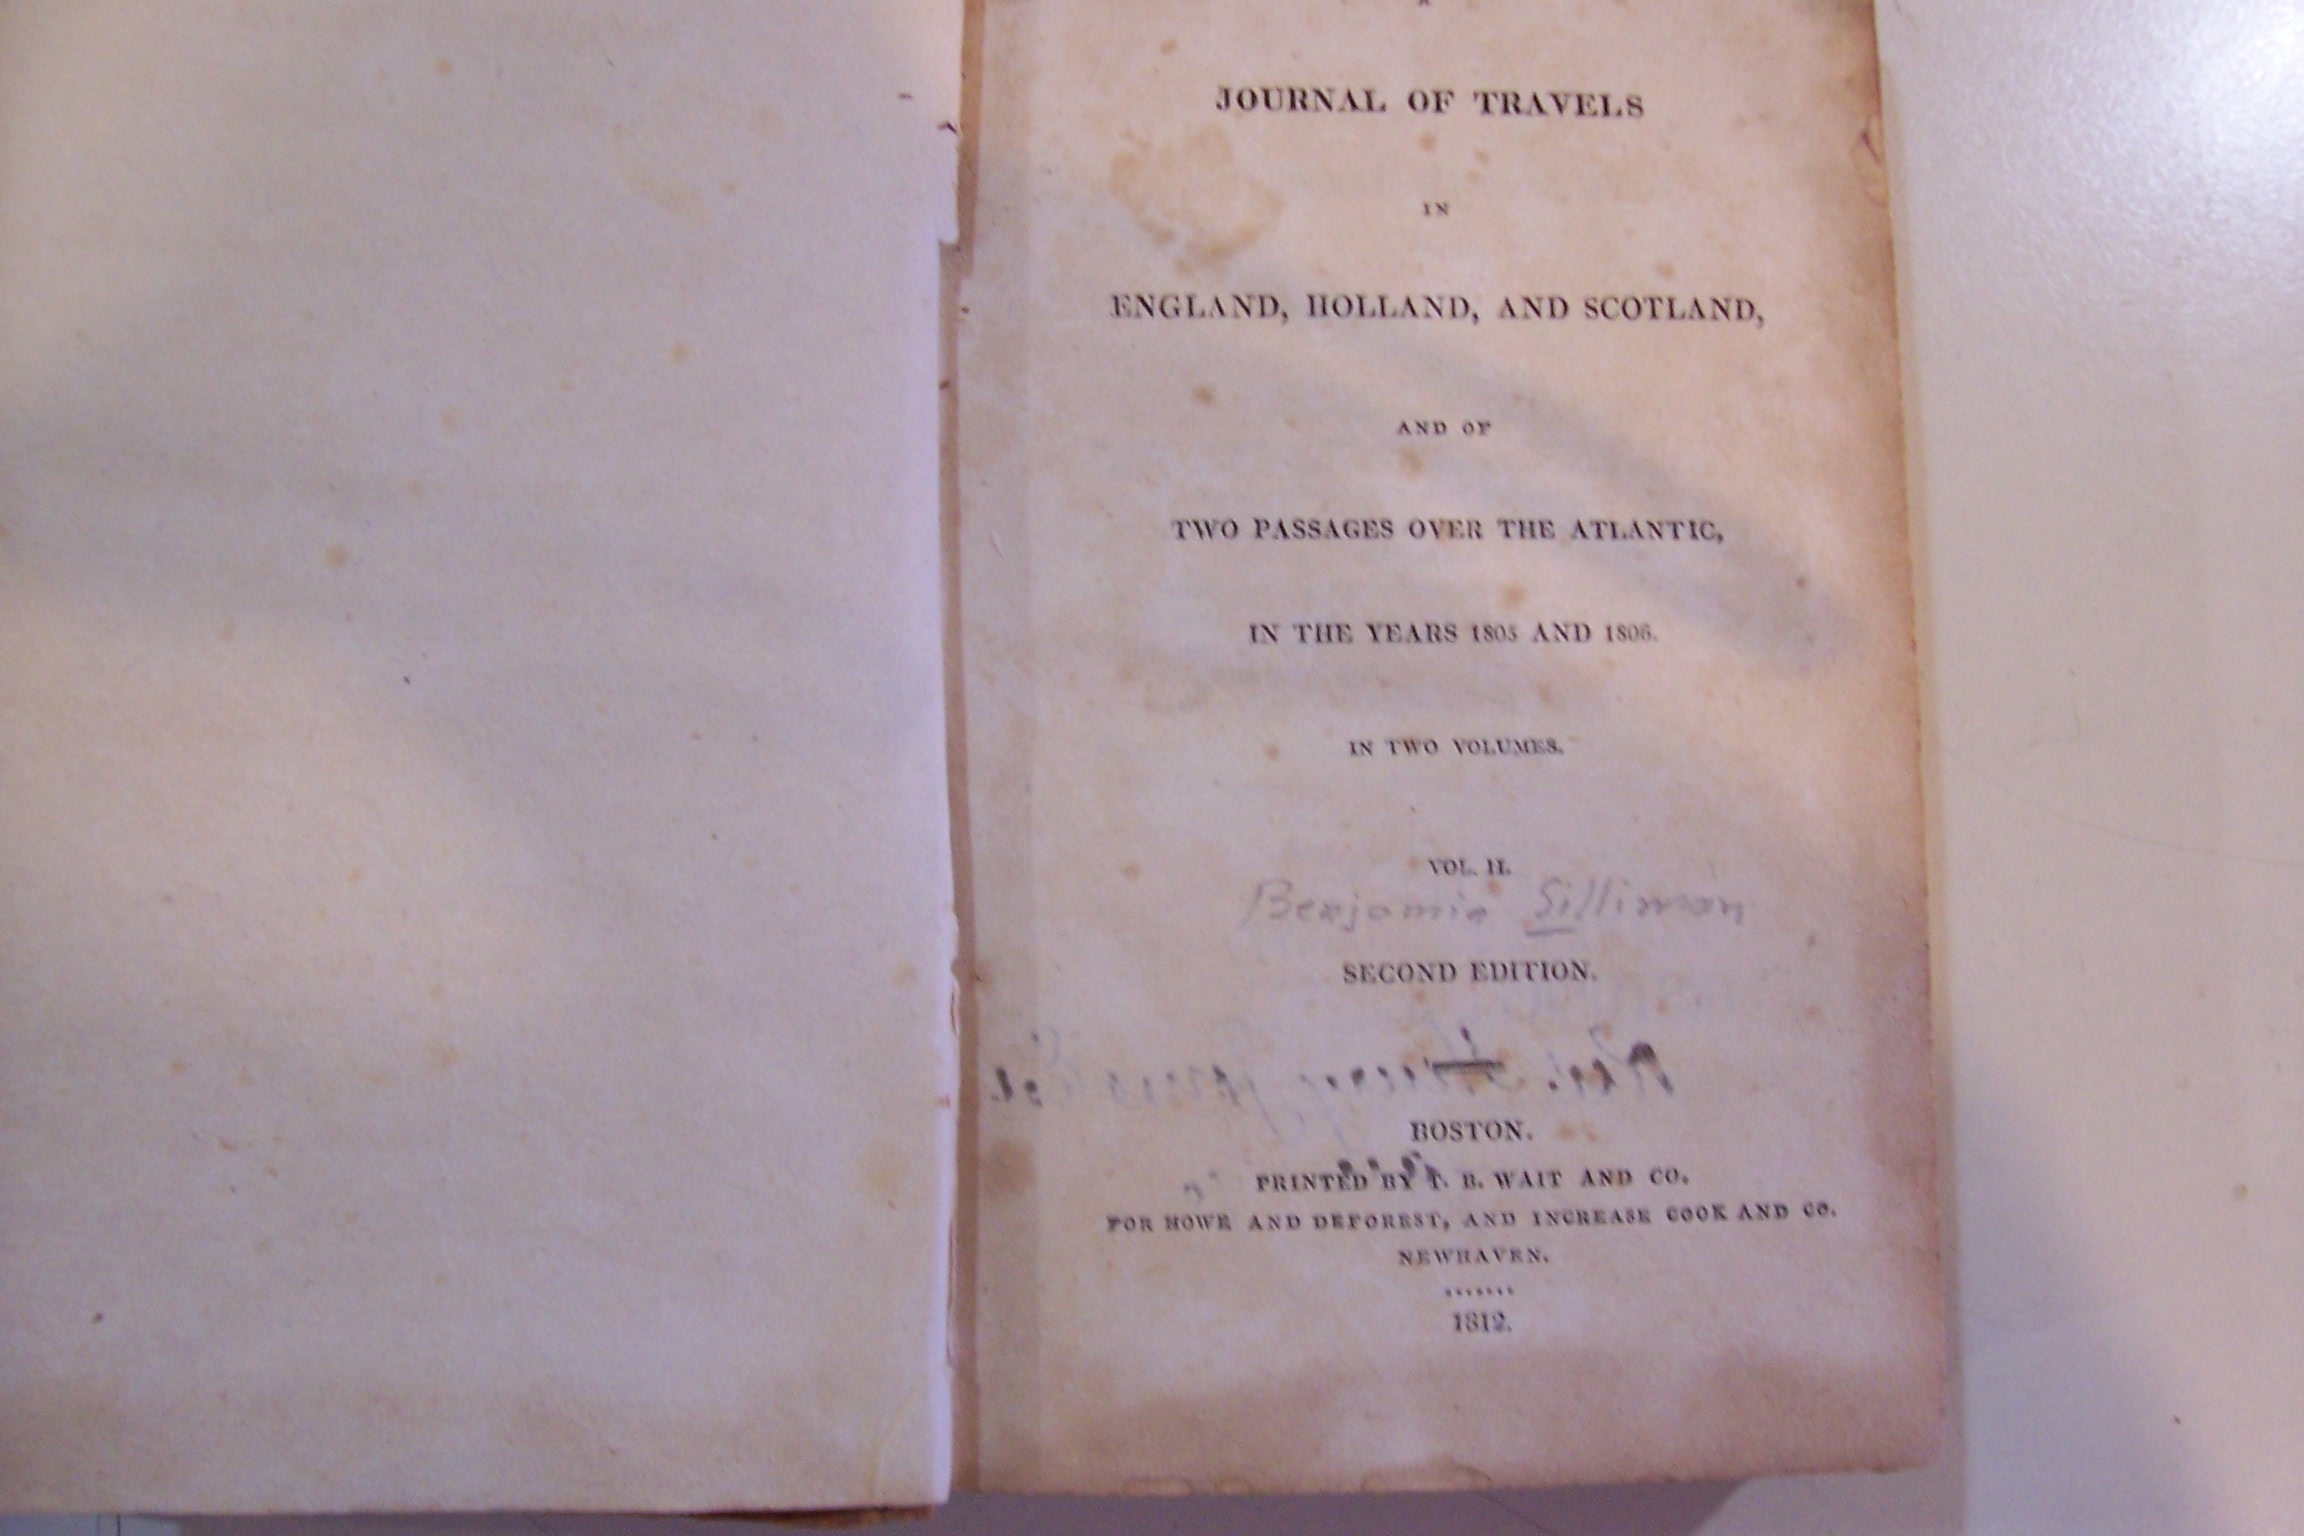 A
JOURNAL OF TRAVELS
IN
ENGLAND, HOLLAND, AND SCOTLAND,
AND OF
TWO PASSAGES OVER THE ATLANTIC,
IN THE YEARS 1805 AND 1806.
IN TWO VOLUMES.
VOL. II.
Benjamin Silliman
SECOND EDITION.
BOSTON.
PRINTED BY T. B. WAIT AND CO.
FOR HOWE AND DEFOREST, AND INCREASE COOK AND CO.
NEWHAVEN.
.......
1812.